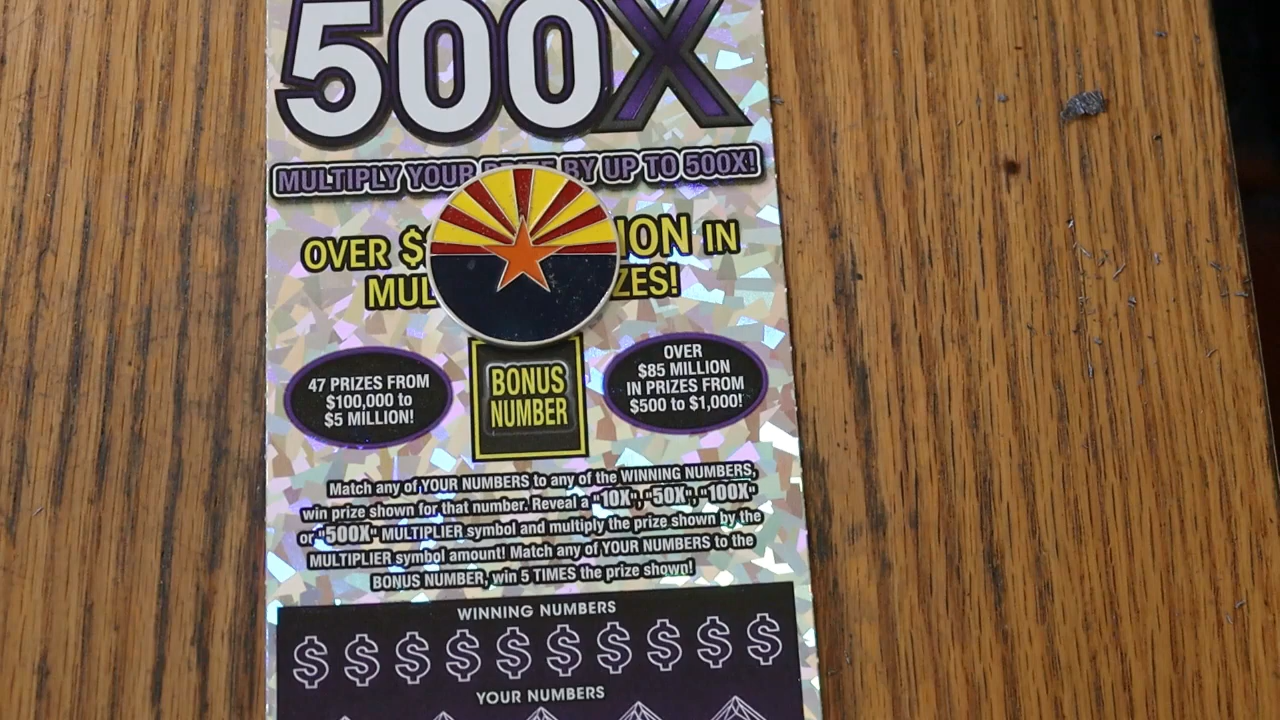 500X
MULTIPLY YOUR PRIZE BY UP TO 500X!
OVER $ IN
47 PRIZES FROM
$100,000 to
$5 MILLION!
BONUS
NUMBER
OVER
$85 MILLION
IN PRIZES FROM
$500 to $1,000!
Match any of YOUR NUMBERS to any of the WINNING NUMBERS,
win prize shown for that number. Reveal a "10X", "50X", "100X"
or "500X" MULTIPLIER symbol and multiply the prize shown by the
MULTIPLIER symbol amount! Match any of YOUR NUMBERS to the
BONUS NUMBER, win 5 TIMES the prize shown!
WINNING NUMBERS
$ $ $ $ $ $ $ $ $ $
YOUR NUMBERS